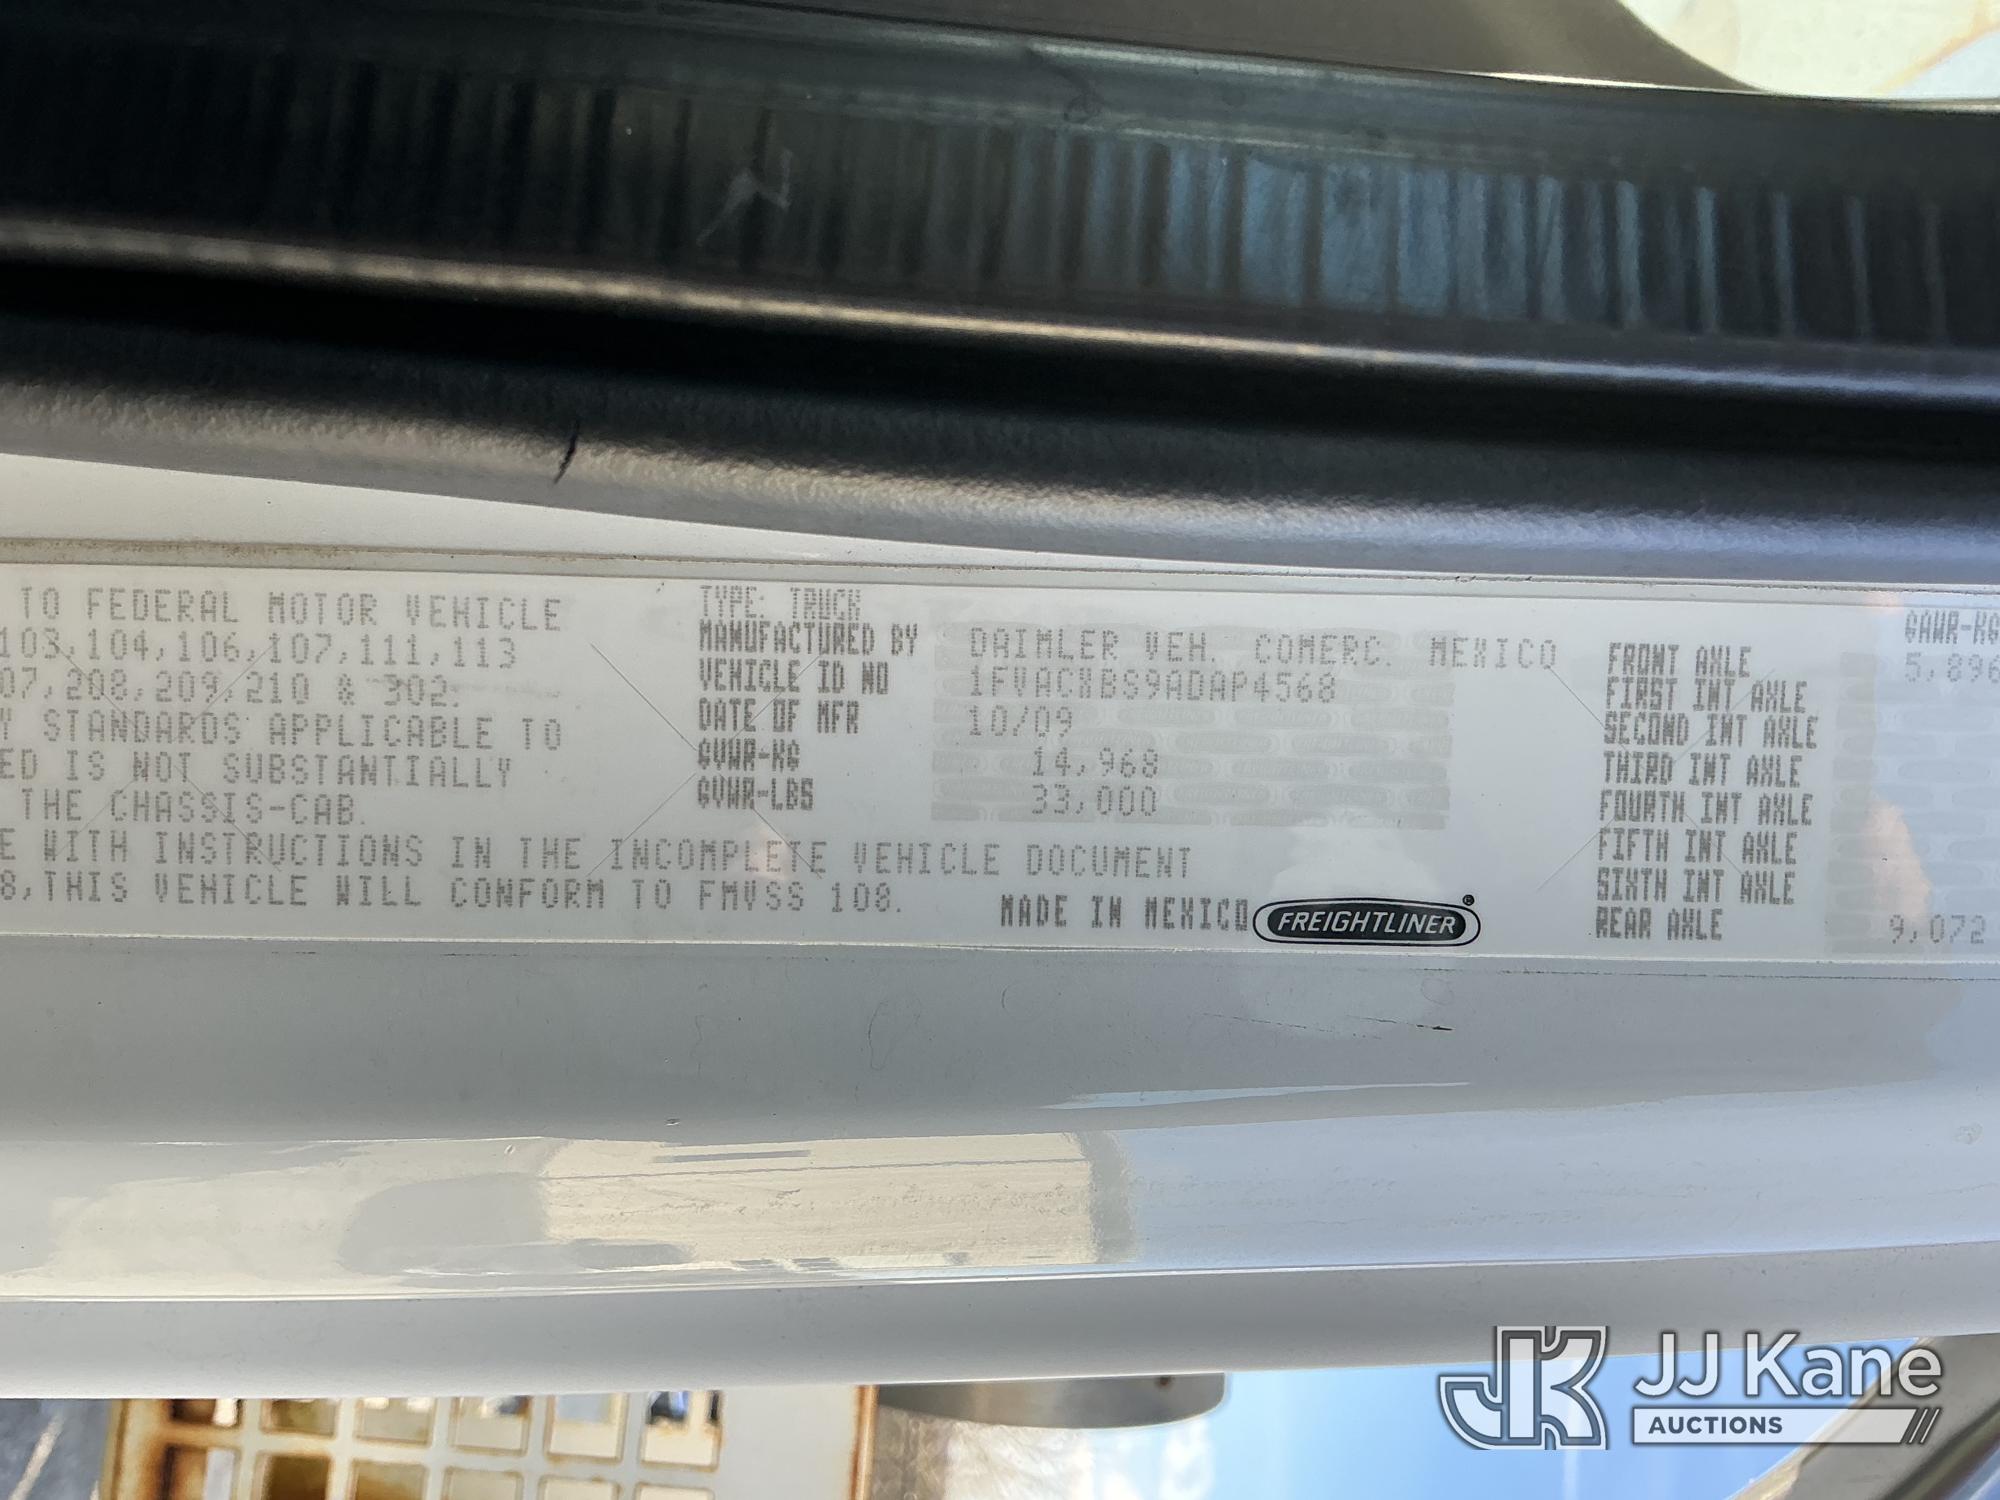 TO FEDERAL MOTOR VEHICLE
103,104,106,107,111,113
07,208,209,210 & 302.
Y STANDARDS APPLICABLE TO
ED IS NOT SUBSTANTIALLY
THE CHASSIS-CAB.
E WITH INSTRUCTIONS IN THE INCOMPLETE VEHICLE DOCUMENT
8,THIS VEHICLE WILL CONFORM TO FMVSS 108.
TYPE: TRUCK
MANUFACTURED BY DAIMLER VEH. COMERC. MEXICO
VEHICLE ID NO 1FVACXBS9ADAP4568
DATE OF MFR 10/09
GVWR-KG 14,968
GVWR-LBS 33,000
MADE IN MEXICO FREIGHTLINER®
GAWR-KG
FRONT AXLE 5,896
FIRST INT AXLE
SECOND INT AXLE
THIRD INT AXLE
FOURTH INT AXLE
FIFTH INT AXLE
SIXTH INT AXLE
REAR AXLE 9,072
JK JJ Kane
AUCTIONS